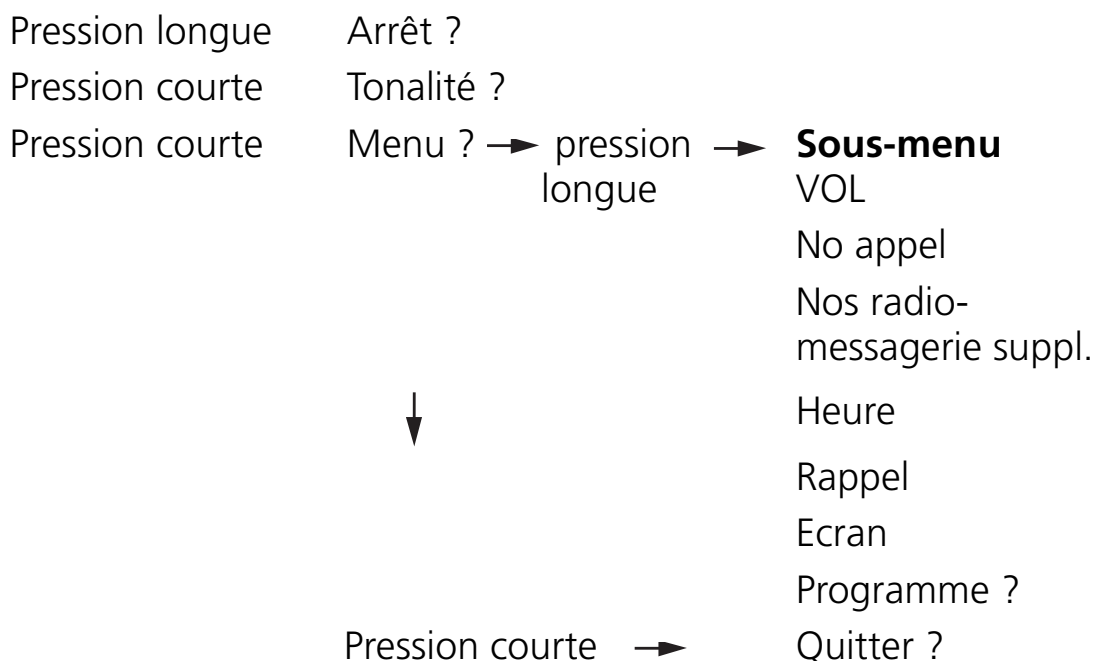 Pression longue Arrêt ?
Pression courte Tonalité ?
Pression courte Menu ? → pression → Sous-menu
longue VOL
No appel
Nos radio-
messagerie suppl.
↓ Heure
Rappel
Ecran
Programme ?
Pression courte → Quitter ?